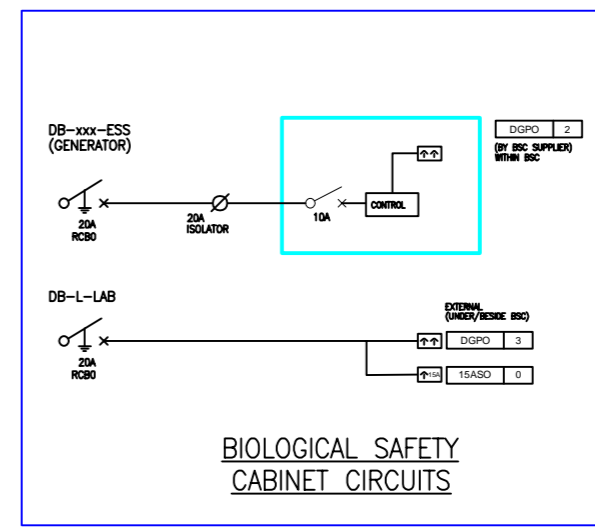 DB-xxx-ESS
(GENERATOR)
20A
RCBO
20A
ISOLATOR
10A
CONTROL
DGPO 2
(BY BSC SUPPLIER)
WITHIN BSC
DB-L-LAB
20A
RCBO
EXTERNAL
(UNDER/BESIDE BSC)
DGPO 3
15A
15ASO 0
BIOLOGICAL SAFETY
CABINET CIRCUITS